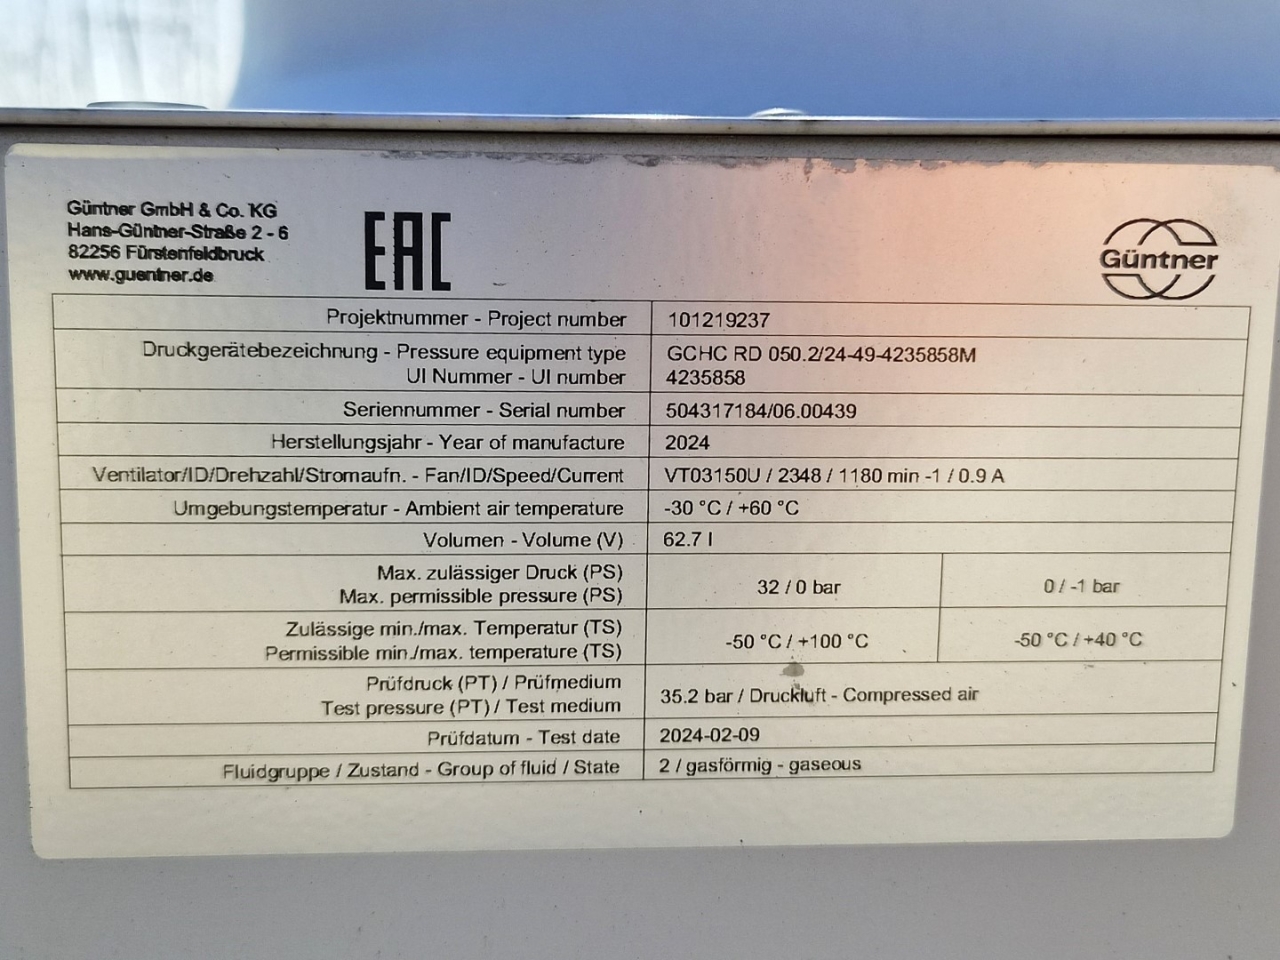 Güntner GmbH & Co. KG
Hans-Güntner-Straße 2 - 6
82256 Fürstenfeldbruck
www.guentner.de
EAC
Güntner
Projektnummer - Project number 101219237
Druckgerätebezeichnung - Pressure equipment type GCHC RD 050.2/24-49-4235858M
UI Nummer - UI number 4235858
Seriennummer - Serial number 504317184/06.00439
Herstellungsjahr - Year of manufacture 2024
Ventilator/ID/Drehzahl/Stromaufn. - Fan/ID/Speed/Current VT03150U / 2348 / 1180 min -1 / 0.9 A
Umgebungstemperatur - Ambient air temperature -30 °C / +60 °C
Volumen - Volume (V) 62.7 l
Max. zulässiger Druck (PS)
Max. permissible pressure (PS) 32 / 0 bar 0 / -1 bar
Zulässige min./max. Temperatur (TS)
Permissible min./max. temperature (TS) -50 °C / +100 °C -50 °C / +40 °C
Prüfdruck (PT) / Prüfmedium
Test pressure (PT) / Test medium 35.2 bar / Druckluft - Compressed air
Prüfdatum - Test date 2024-02-09
Fluidgruppe / Zustand - Group of fluid / State 2 / gasförmig - gaseous